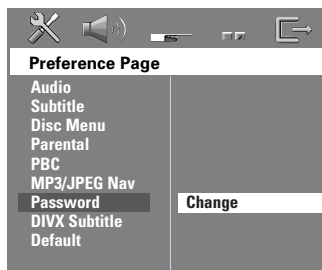 Preference Page
Audio
Subtitle
Disc Menu
Parental
PBC
MP3/JPEG Nav
Password
Change
DIVX Subtitle
Default